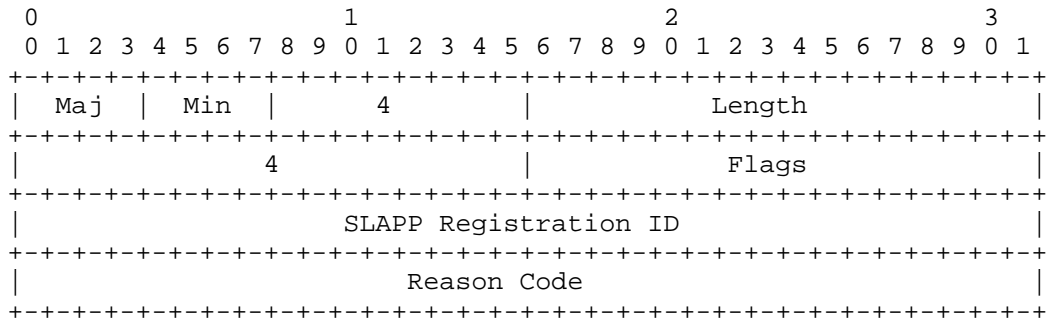 0                   1                   2                   3
 0 1 2 3 4 5 6 7 8 9 0 1 2 3 4 5 6 7 8 9 0 1 2 3 4 5 6 7 8 9 0 1
+-+-+-+-+-+-+-+-+-+-+-+-+-+-+-+-+-+-+-+-+-+-+-+-+-+-+-+-+-+-+-+-+
|  Maj  |  Min  |      4        |           Length              |
+-+-+-+-+-+-+-+-+-+-+-+-+-+-+-+-+-+-+-+-+-+-+-+-+-+-+-+-+-+-+-+-+
|               4               |            Flags              |
+-+-+-+-+-+-+-+-+-+-+-+-+-+-+-+-+-+-+-+-+-+-+-+-+-+-+-+-+-+-+-+-+
|                    SLAPP Registration ID                      |
+-+-+-+-+-+-+-+-+-+-+-+-+-+-+-+-+-+-+-+-+-+-+-+-+-+-+-+-+-+-+-+-+
|                        Reason Code                            |
+-+-+-+-+-+-+-+-+-+-+-+-+-+-+-+-+-+-+-+-+-+-+-+-+-+-+-+-+-+-+-+-+